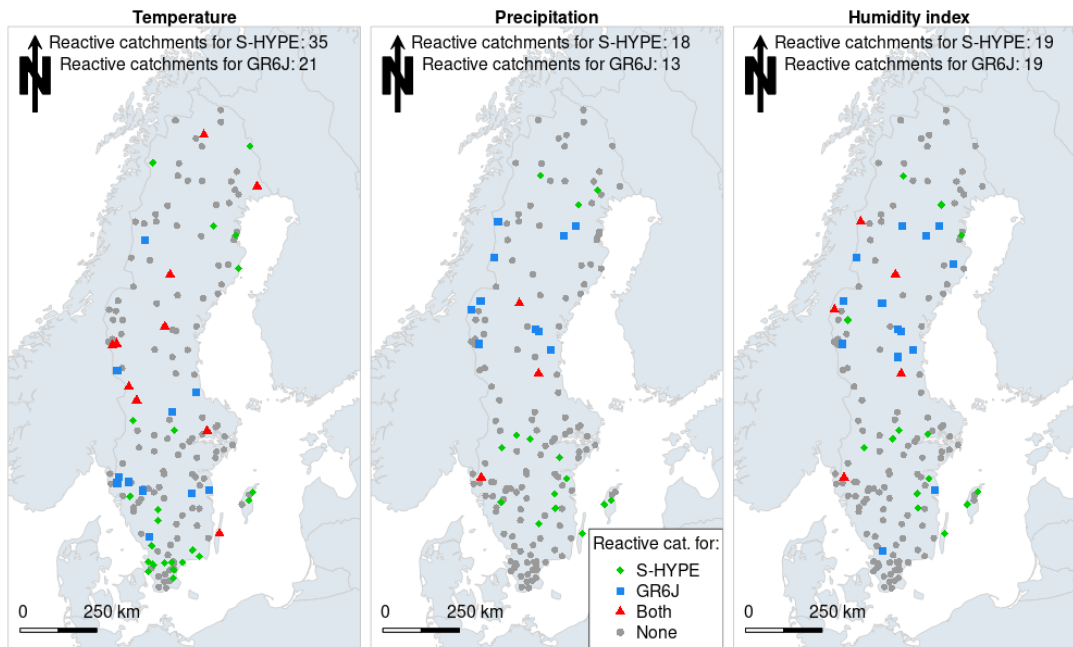 Temperature
Reactive catchments for S-HYPE: 35
Reactive catchments for GR6J: 21
N
0 250 km
Precipitation
Reactive catchments for S-HYPE: 18
Reactive catchments for GR6J: 13
N
0 250 km
Reactive cat. for:
S-HYPE
GR6J
Both
None
Humidity index
Reactive catchments for S-HYPE: 19
Reactive catchments for GR6J: 19
N
0 250 km